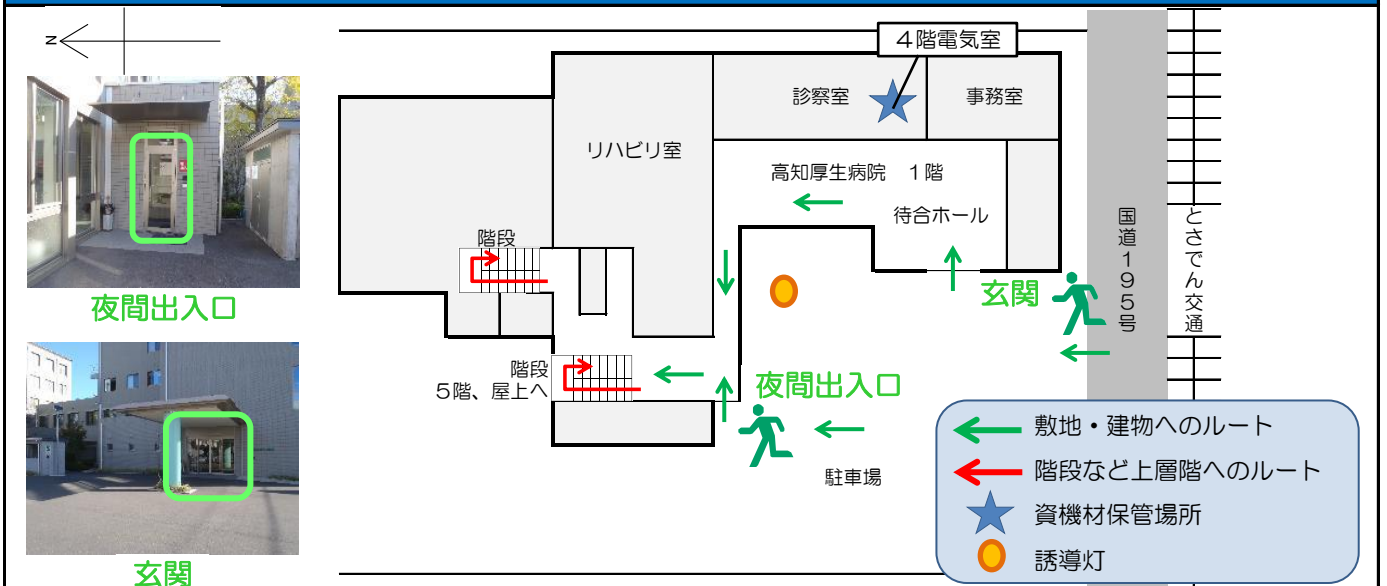 N
４階電気室
診察室
事務室
リハビリ室
高知厚生病院　１階
待合ホール
階段
玄関
国道１９５号
とさでん交通
夜間出入口
階段
５階、屋上へ
夜間出入口
駐車場
玄関
敷地・建物へのルート
階段など上層階へのルート
資機材保管場所
誘導灯